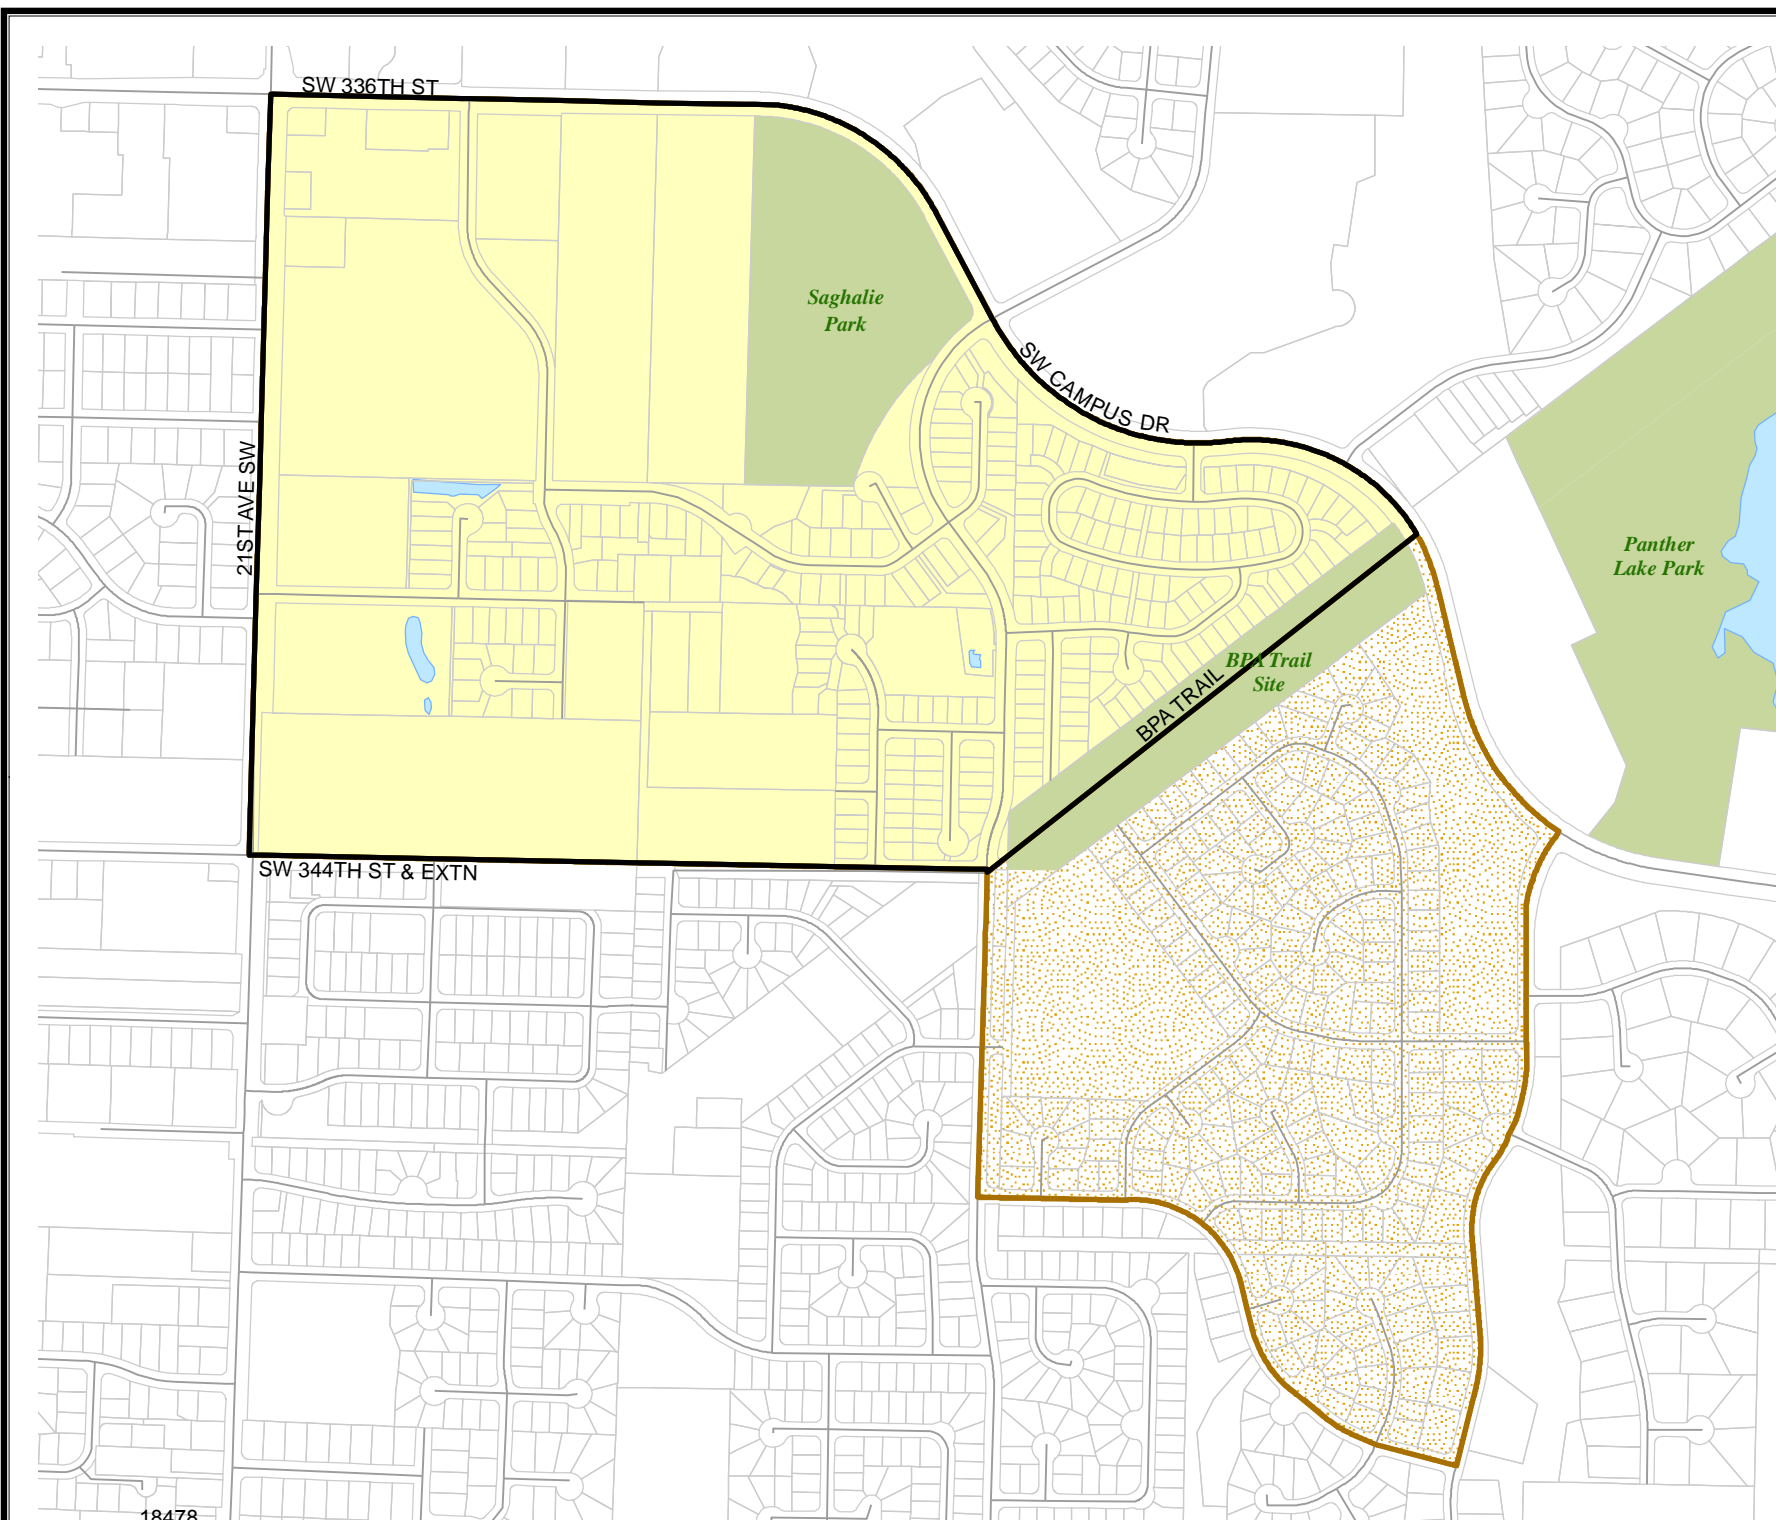 SW 336TH ST
Saghalie
Park
SW CAMPUS DR
21ST AVE SW
Panther
Lake Park
BPA Trail
Site
BPA TRAIL
SW 344TH ST & EXTN
18478